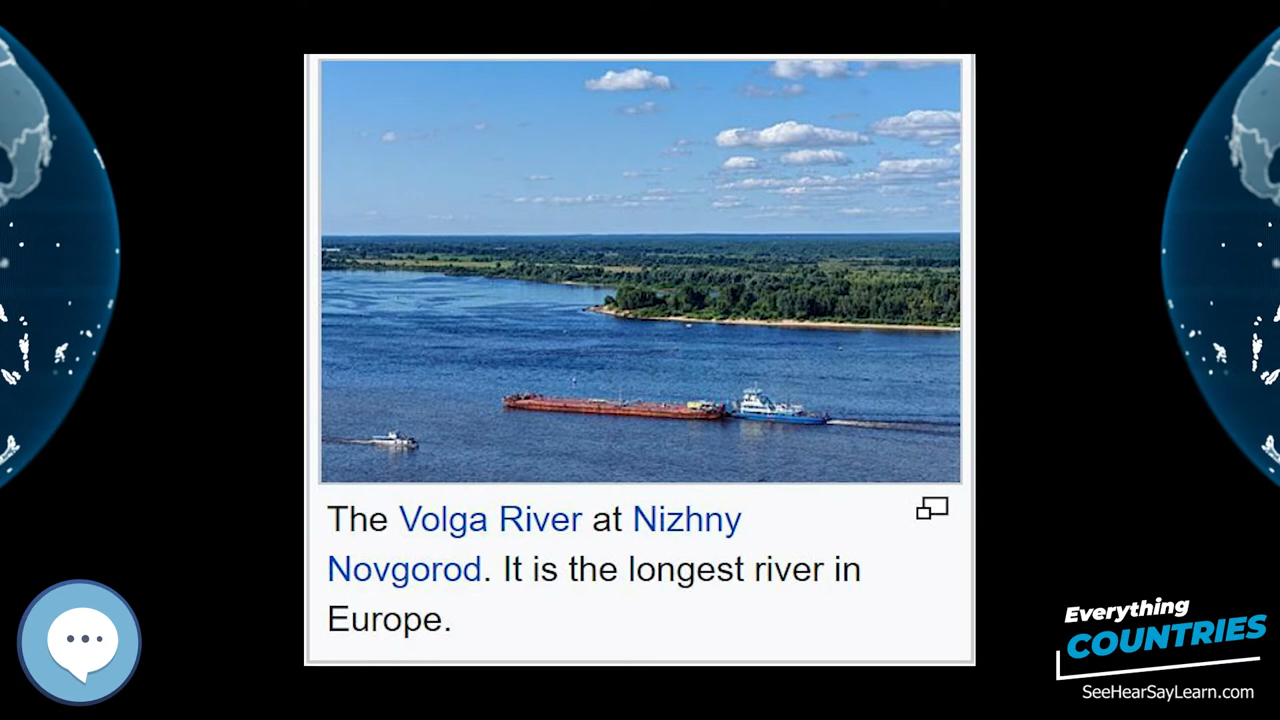 The Volga River at Nizhny
Novgorod. It is the longest river in
Europe.
Everything
COUNTRIES
SeeHearSayLearn.com